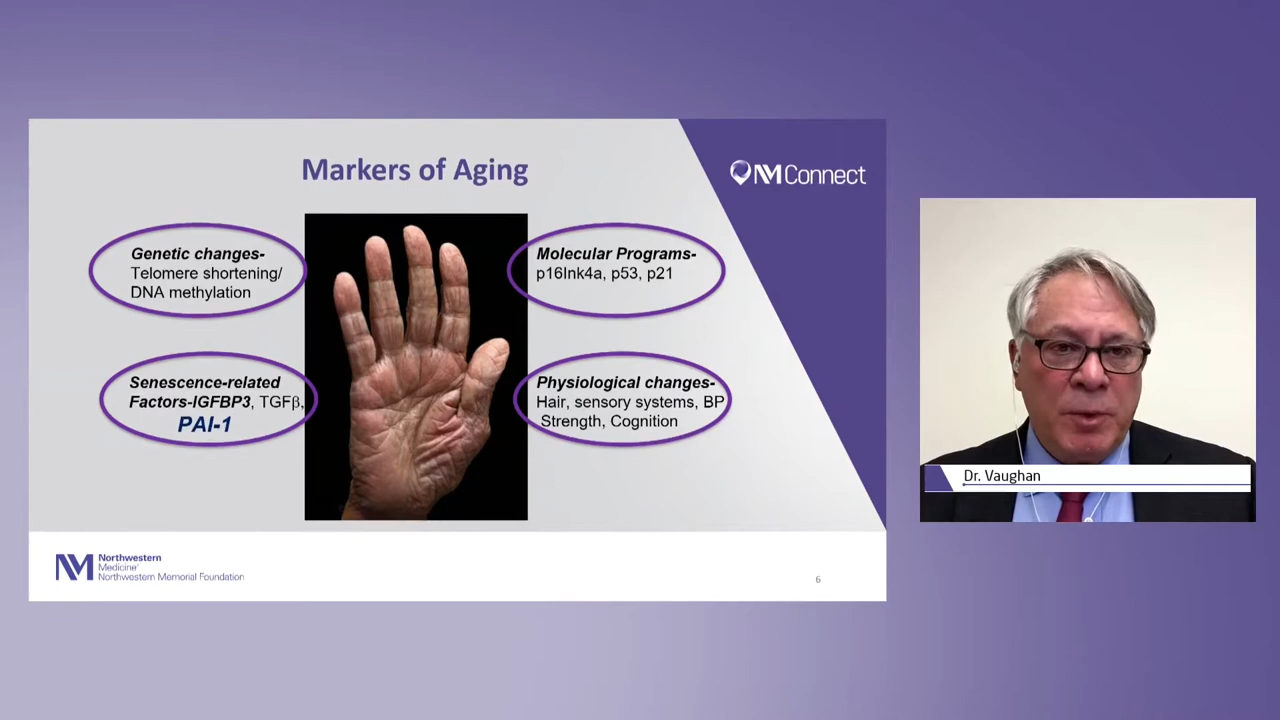 Markers of Aging
NM Connect
Genetic changes-
Telomere shortening/
DNA methylation
Molecular Programs-
p16Ink4a, p53, p21
Senescence-related
Factors-IGFBP3, TGFβ,
PAI-1
Physiological changes-
Hair, sensory systems, BP
Strength, Cognition
Dr. Vaughan
NM
Northwestern
Medicine
Northwestern Memorial Foundation
6